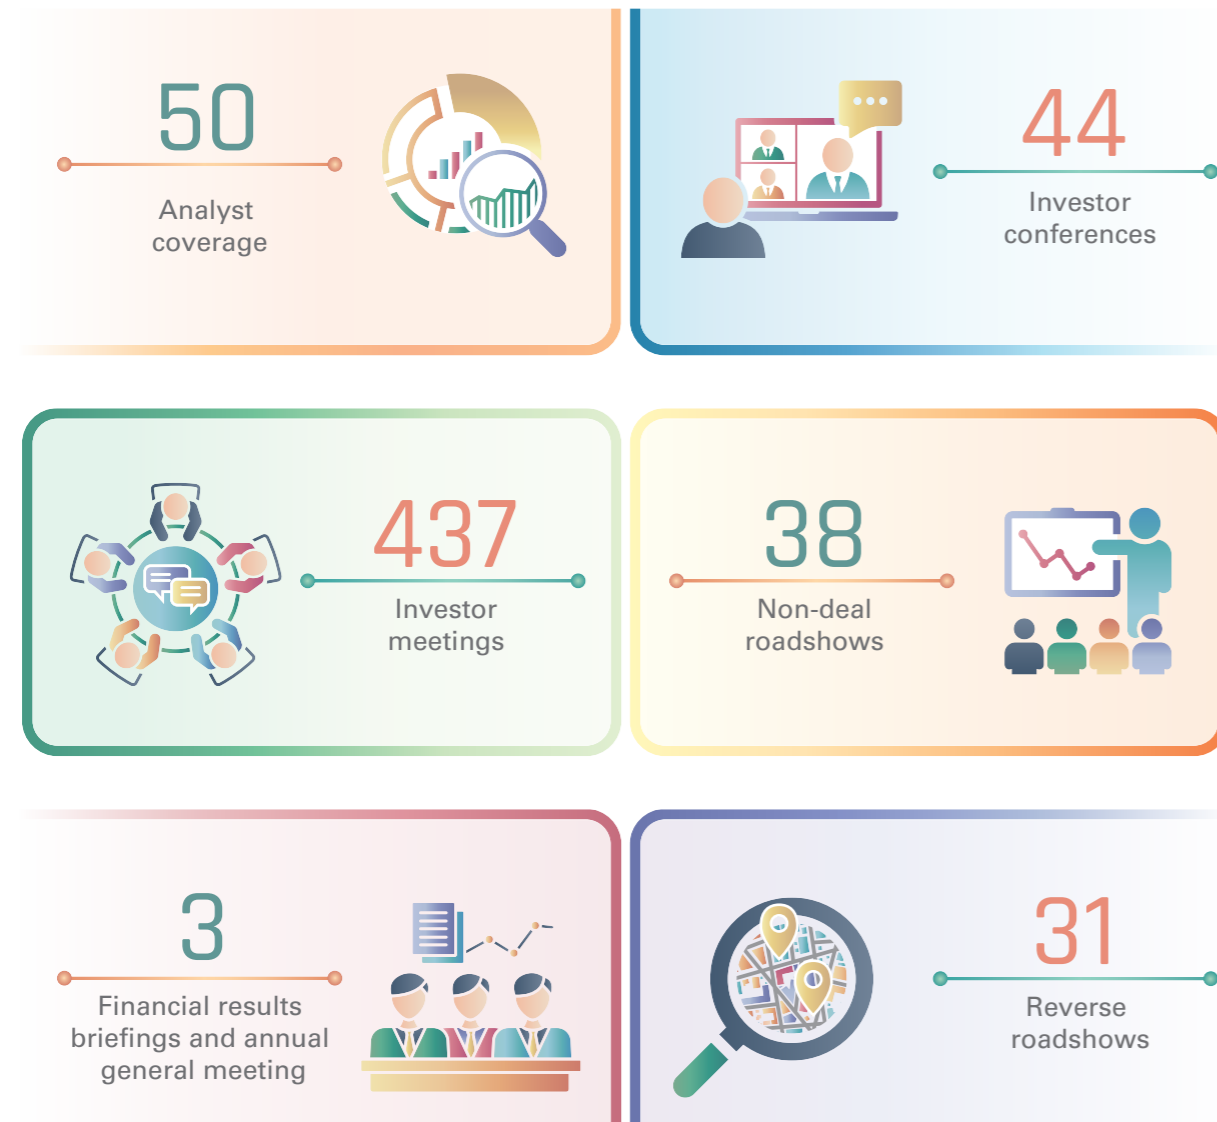 50
Analyst
coverage
44
Investor
conferences
437
Investor
meetings
38
Non-deal
roadshows
3
Financial results
briefings and annual
general meeting
31
Reverse
roadshows